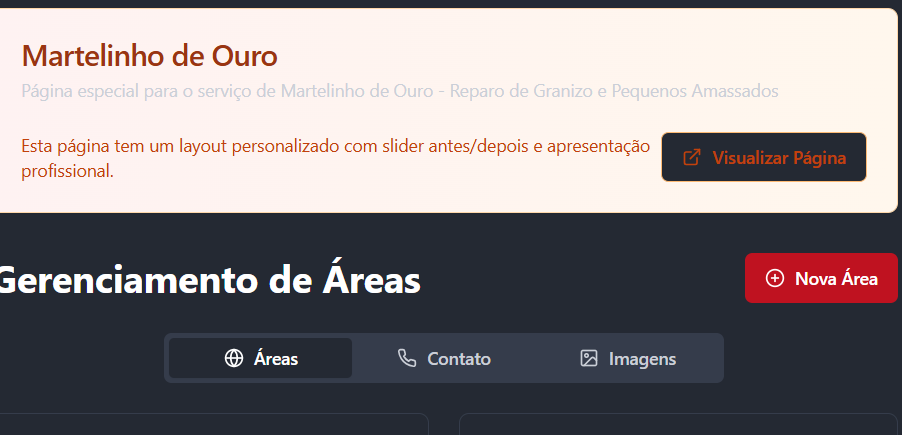 Martelinho de Ouro
Página especial para o serviço de Martelinho de Ouro - Reparo de Granizo e Pequenos Amassados
Esta página tem um layout personalizado com slider antes/depois e apresentação
profissional.
Visualizar Página
Gerenciamento de Áreas
Nova Área
Áreas
Contato
Imagens